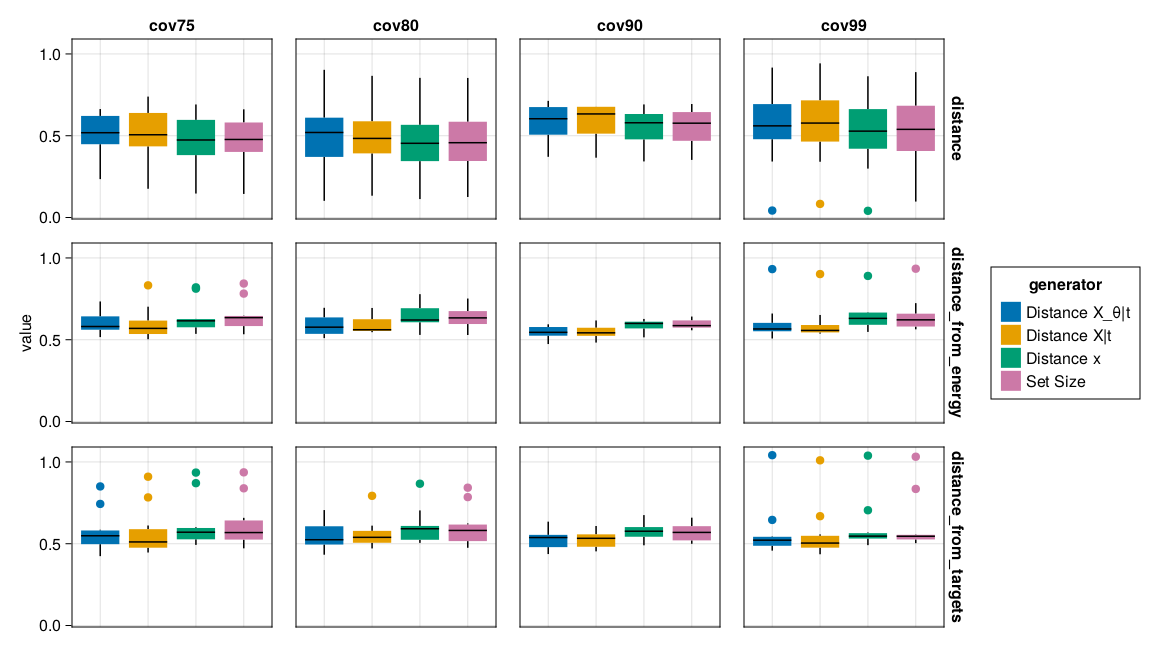 cov75 cov80 cov90 cov99
1.0
0.5
0.0
distance
1.0
0.5
0.0
distance_from_energy
value
1.0
0.5
0.0
distance_from_targets
generator
Distance X_θ|t
Distance X|t
Distance x
Set Size